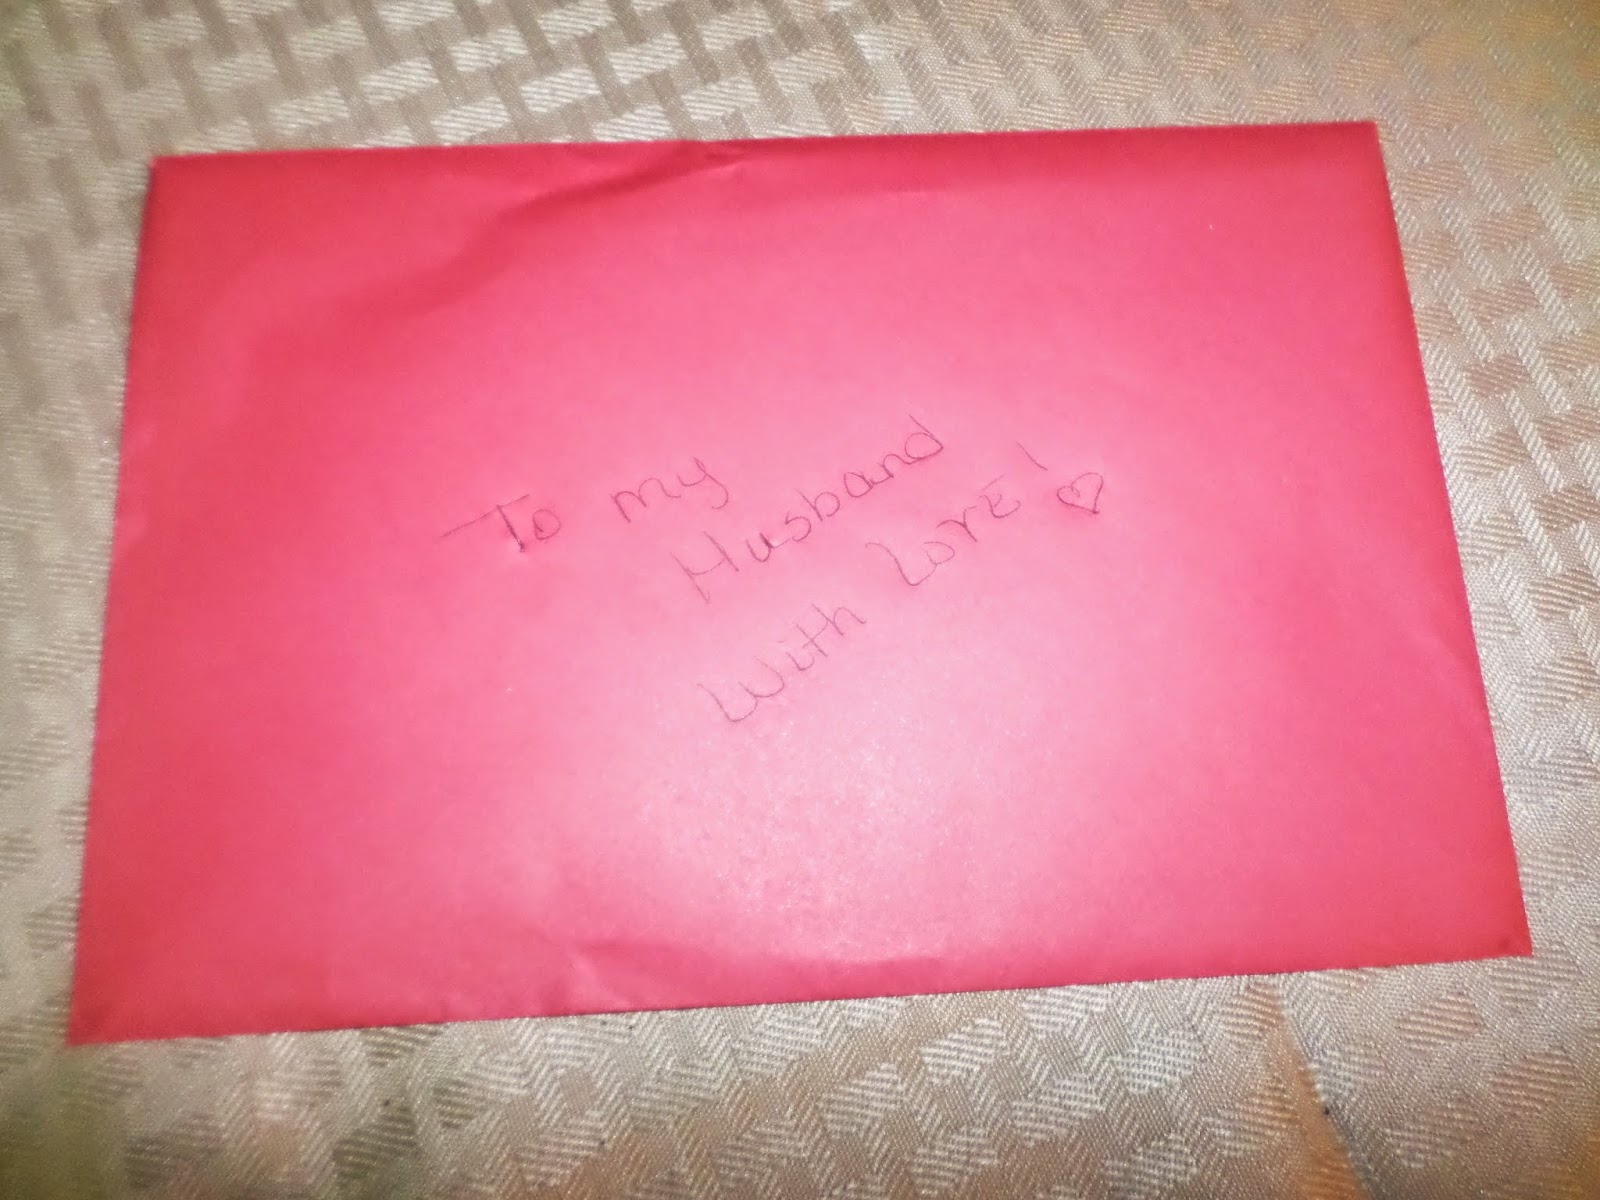 To my
Husband
With Love! ♡